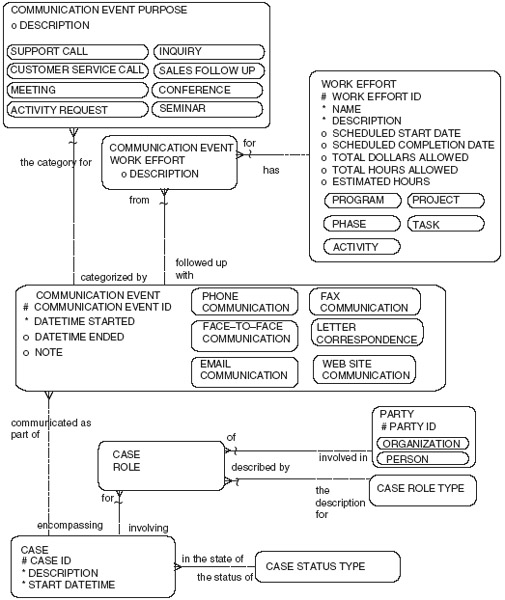 COMMUNICATION EVENT PURPOSE
o DESCRIPTION
SUPPORT CALL
INQUIRY
CUSTOMER SERVICE CALL
SALES FOLLOW UP
MEETING
CONFERENCE
ACTIVITY REQUEST
SEMINAR
WORK EFFORT
# WORK EFFORT ID
* NAME
* DESCRIPTION
o SCHEDULED START DATE
o SCHEDULED COMPLETION DATE
o TOTAL DOLLARS ALLOWED
o TOTAL HOURS ALLOWED
o ESTIMATED HOURS
PROGRAM
PROJECT
PHASE
TASK
ACTIVITY
the category for
COMMUNICATION EVENT
WORK EFFORT
o DESCRIPTION
for
has
from
categorized by
followed up
with
COMMUNICATION EVENT
# COMMUNICATION EVENT ID
* DATETIME STARTED
o DATETIME ENDED
o NOTE
PHONE
COMMUNICATION
FAX
COMMUNICATION
FACE–TO–FACE
COMMUNICATION
LETTER
CORRESPONDENCE
EMAIL
COMMUNICATION
WEB SITE
COMMUNICATION
communicated as
part of
PARTY
# PARTY ID
ORGANIZATION
PERSON
CASE
ROLE
of
involved in
described by
the
description
for
CASE ROLE TYPE
for
encompassing
involving
CASE
# CASE ID
* DESCRIPTION
* START DATETIME
in the state of
the status of
CASE STATUS TYPE